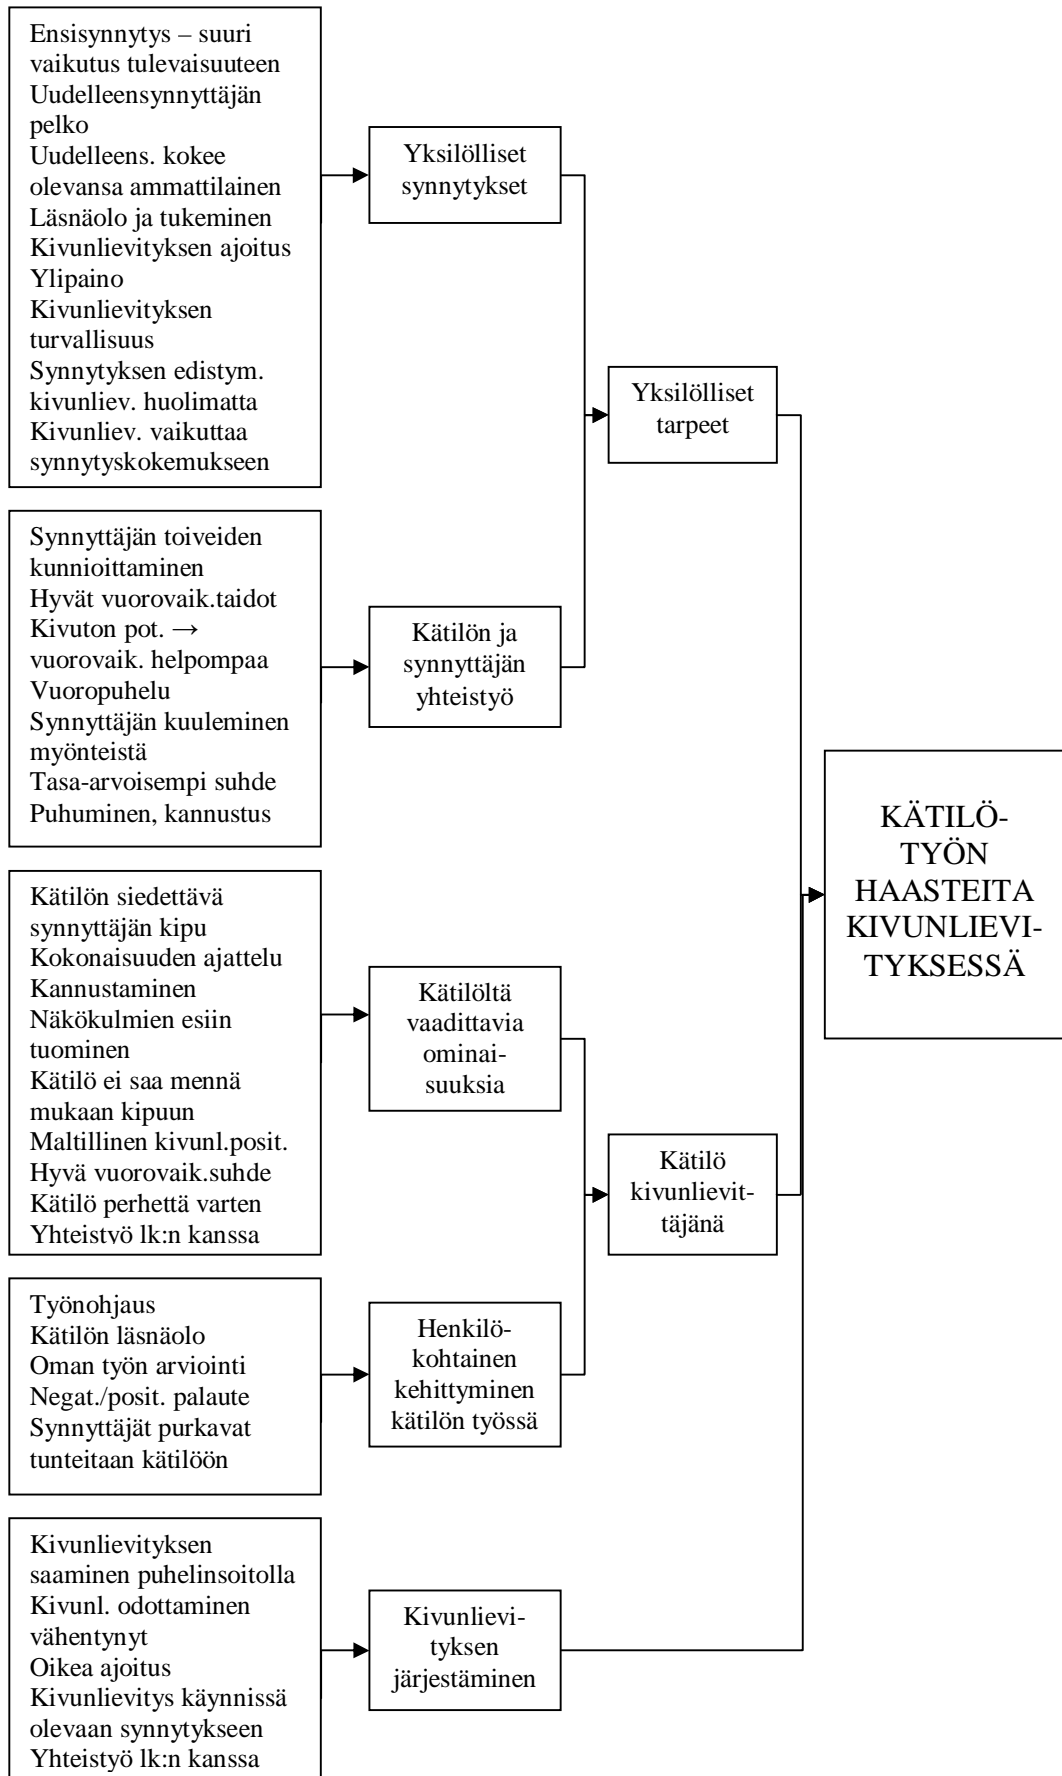 Ensisynnytys – suuri
vaikutus tulevaisuuteen
Uudelleensynnyttäjän
pelko
Uudelleens. kokee
olevansa ammattilainen
Läsnäolo ja tukeminen
Kivunlievityksen ajoitus
Ylipaino
Kivunlievityksen
turvallisuus
Synnytyksen edistym.
kivunliev. huolimatta
Kivunliev. vaikuttaa
synnytyskokemukseen
Yksilölliset
synnytykset
Yksilölliset
tarpeet
Synnyttäjän toiveiden
kunnioittaminen
Hyvät vuorovaik.taidot
Kivuton pot. →
vuorovaik. helpompaa
Vuoropuhelu
Synnyttäjän kuuleminen
myönteistä
Tasa-arvoisempi suhde
Puhuminen, kannustus
Kätilön ja
synnyttäjän
yhteistyö
KÄTILÖ-
TYÖN
HAASTEITA
KIVUNLIEVI-
TYKSESSÄ
Kätilön siedettävä
synnyttäjän kipu
Kokonaisuuden ajattelu
Kannustaminen
Näkökulmien esiin
tuominen
Kätilö ei saa mennä
mukaan kipuun
Maltillinen kivunl.posit.
Hyvä vuorovaik.suhde
Kätilö perhettä varten
Yhteistyö lk:n kanssa
Kätilöltä
vaadittavia
ominai-
suuksia
Kätilö
kivunlievit-
täjänä
Työnohjaus
Kätilön läsnäolo
Oman työn arviointi
Negat./posit. palaute
Synnyttäjät purkavat
tunteitaan kätilöön
Henkilö-
kohtainen
kehittyminen
kätilön työssä
Kivunlievityksen
saaminen puhelinsoitolla
Kivunl. odottaminen
vähentynyt
Oikea ajoitus
Kivunlievitys käynnissä
olevaan synnytykseen
Yhteistyö lk:n kanssa
Kivunlievi-
tyksen
järjestäminen